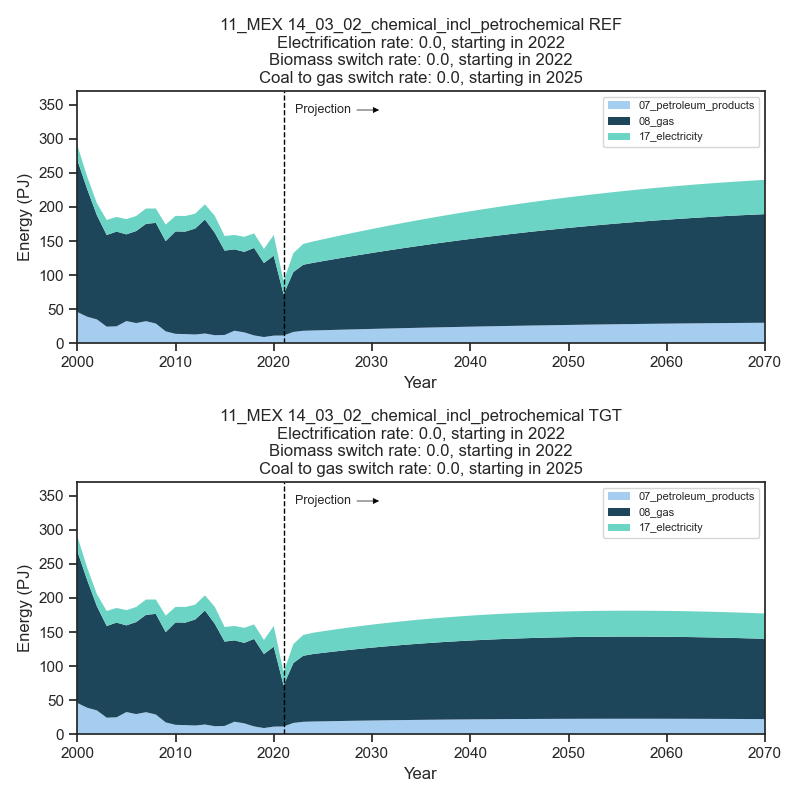 11_MEX 14_03_02_chemical_incl_petrochemical REF
Electrification rate: 0.0, starting in 2022
Biomass switch rate: 0.0, starting in 2022
Coal to gas switch rate: 0.0, starting in 2025
Energy (PJ)
350
300
250
200
150
100
50
0
Projection
07_petroleum_products
08_gas
17_electricity
2000 2010 2020 2030 2040 2050 2060 2070
Year
11_MEX 14_03_02_chemical_incl_petrochemical TGT
Electrification rate: 0.0, starting in 2022
Biomass switch rate: 0.0, starting in 2022
Coal to gas switch rate: 0.0, starting in 2025
Energy (PJ)
350
300
250
200
150
100
50
0
Projection
07_petroleum_products
08_gas
17_electricity
2000 2010 2020 2030 2040 2050 2060 2070
Year